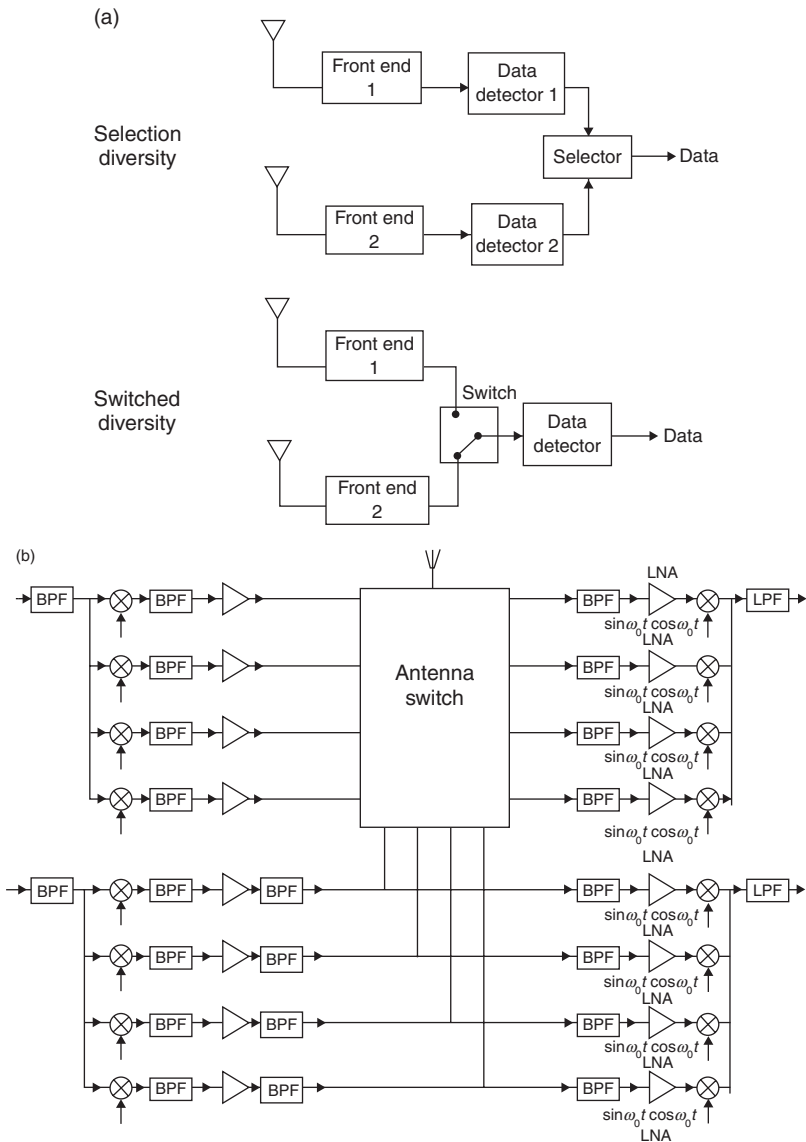 (a)
Selection
diversity
Front end
1
Data
detector 1
Selector
Data
Front end
2
Data
detector 2
Switched
diversity
Front end
1
Switch
Data
detector
Data
Front end
2
(b)
BPF
BPF
Antenna
switch
BPF
LNA
LPF
sinω₀t cosω₀t
LNA
BPF
BPF
sinω₀t cosω₀t
LNA
BPF
BPF
sinω₀t cosω₀t
LNA
BPF
BPF
sinω₀t cosω₀t
LNA
BPF
BPF
BPF
BPF
LPF
sinω₀t cosω₀t
LNA
BPF
BPF
BPF
sinω₀t cosω₀t
LNA
BPF
BPF
BPF
sinω₀t cosω₀t
LNA
BPF
BPF
BPF
sinω₀t cosω₀t
LNA